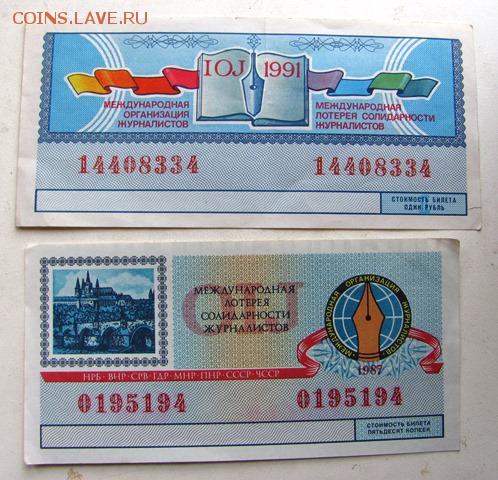 COINS.LAVE.RU
IOJ 1991
МЕЖДУНАРОДНАЯ
ОРГАНИЗАЦИЯ
ЖУРНАЛИСТОВ
МЕЖДУНАРОДНАЯ
ЛОТЕРЕЯ СОЛИДАРНОСТИ
ЖУРНАЛИСТОВ
14408334 14408334
СТОИМОСТЬ БИЛЕТА
ОДИН РУБЛЬ
МЕЖДУНАРОДНАЯ
ЛОТЕРЕЯ
СОЛИДАРНОСТИ
ЖУРНАЛИСТОВ
МЕЖДУНАРОДНАЯ ОРГАНИЗАЦИЯ ЖУРНАЛИСТОВ
1987
НРБ·ВНР·СРВ·ГДР·МНР·ПНР·СССР·ЧССР
0195194 0195194
СТОИМОСТЬ БИЛЕТА
ПЯТЬДЕСЯТ КОПЕЕК